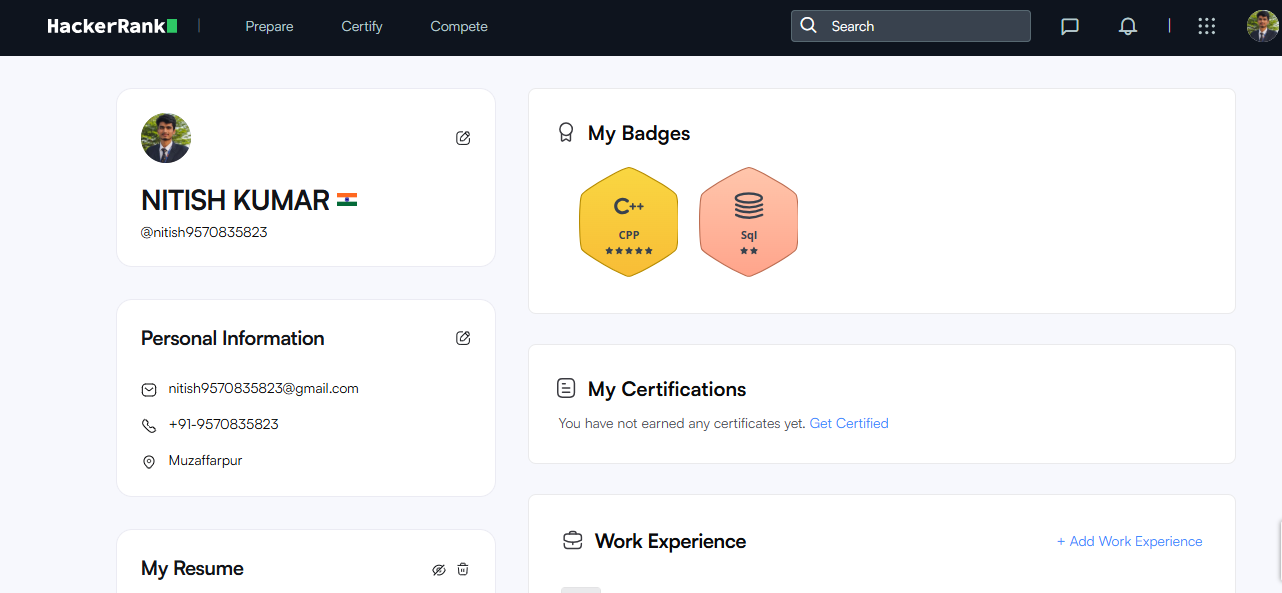 HackerRank
Prepare
Certify
Compete
Search
NITISH KUMAR
@nitish9570835823
Personal Information
nitish9570835823@gmail.com
+91-9570835823
Muzaffarpur
My Resume
My Badges
C++
CPP
★★★★★
Sql
★★
My Certifications
You have not earned any certificates yet. Get Certified
Work Experience
+ Add Work Experience